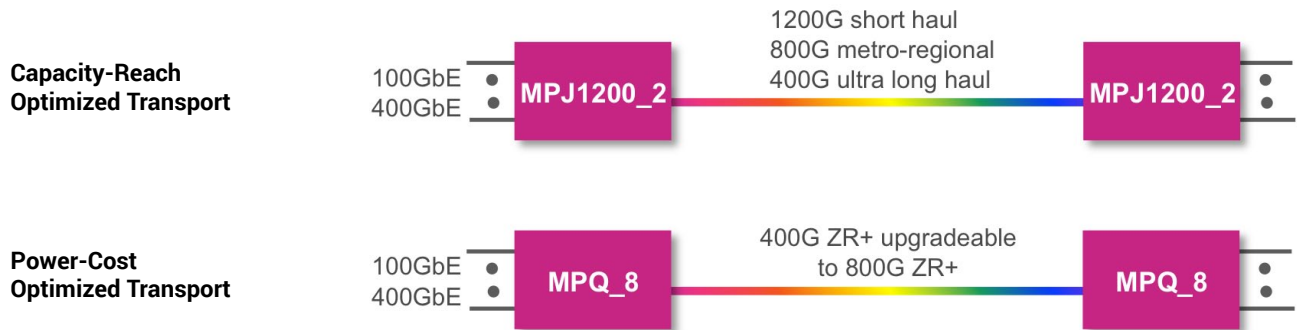 Capacity-Reach
Optimized Transport
100GbE
400GbE
MPJ1200_2
1200G short haul
800G metro-regional
400G ultra long haul
MPJ1200_2
Power-Cost
Optimized Transport
100GbE
400GbE
MPQ_8
400G ZR+ upgradeable
to 800G ZR+
MPQ_8